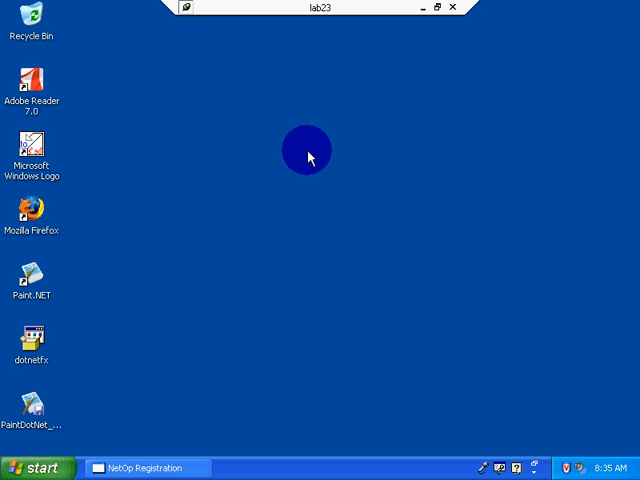 lab23
Recycle Bin
Adobe Reader
7.0
Microsoft
Windows Logo
Mozilla Firefox
Paint.NET
dotnetfx
PaintDotNet_...
start
NetOp Registration
8:35 AM